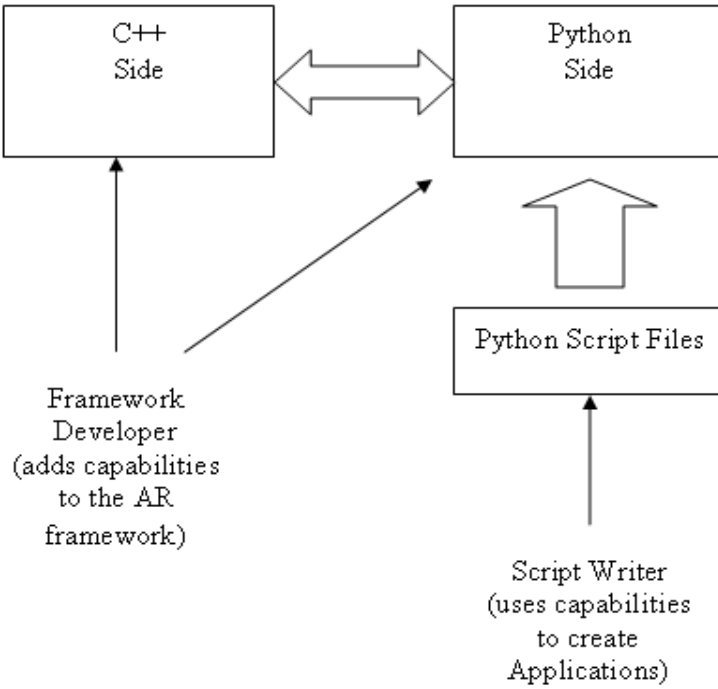 C++
Side
Python
Side
Python Script Files
Framework
Developer
(adds capabilities
to the AR
framework)
Script Writer
(uses capabilities
to create
Applications)